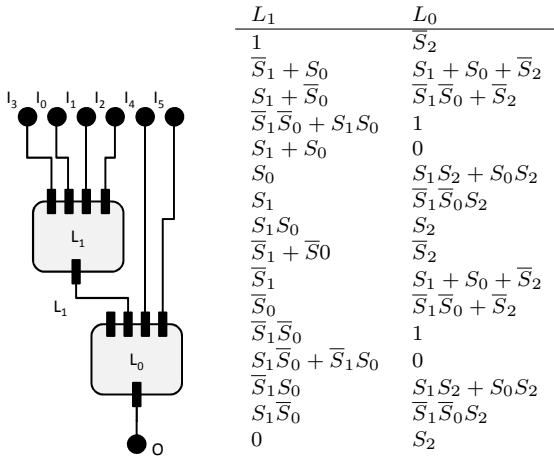 I₃ I₀ I₁ I₂ I₄ I₅
L₁
L₁
L₀
O
L₁ L₀
1 S̅₂
S̅₁ + S₀ S₁ + S₀ + S̅₂
S₁ + S̅₀ S̅₁S̅₀ + S̅₂
S̅₁S̅₀ + S₁S₀ 1
S₁ + S₀ 0
S₀ S₁S₂ + S₀S₂
S₁ S̅₁S̅₀S₂
S₁S₀ S₂
S̅₁ + S̅0 S̅₂
S̅₁ S₁ + S₀ + S̅₂
S̅₀ S̅₁S̅₀ + S̅₂
S̅₁S̅₀ 1
S₁S̅₀ + S̅₁S₀ 0
S̅₁S₀ S₁S₂ + S₀S₂
S₁S̅₀ S̅₁S̅₀S₂
0 S₂